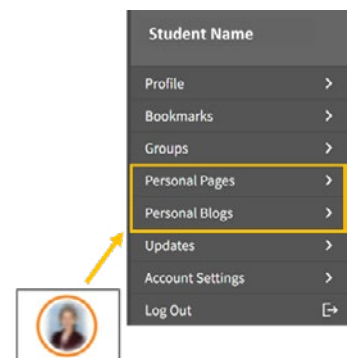 Student Name
Profile
Bookmarks
Groups
Personal Pages
Personal Blogs
Updates
Account Settings
Log Out